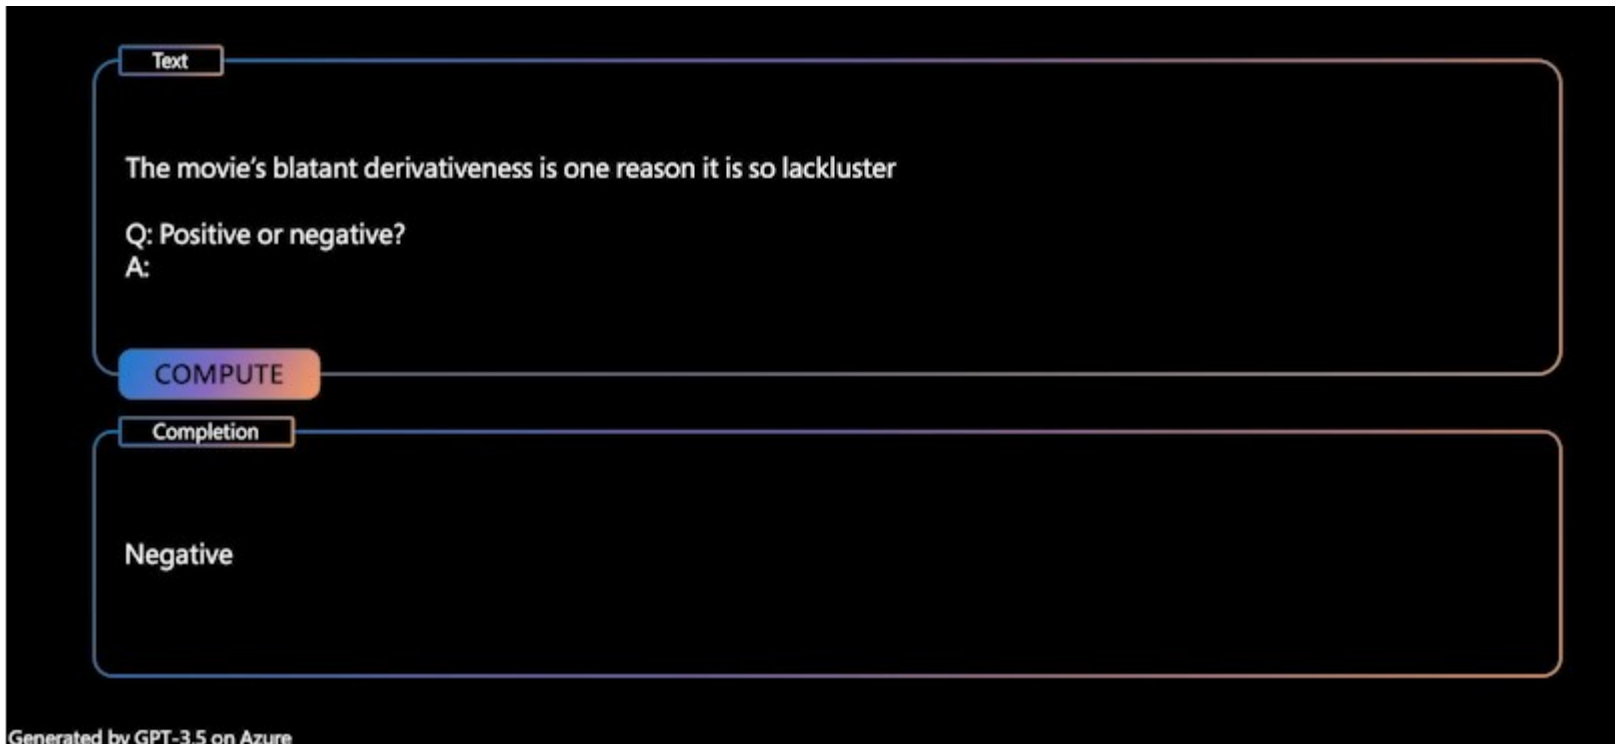 Text
The movie's blatant derivativeness is one reason it is so lackluster
Q: Positive or negative?
A:
COMPUTE
Completion
Negative
Generated by GPT-3.5 on Azure